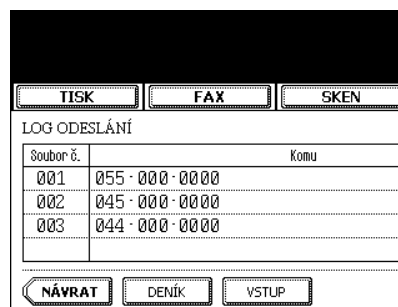 TISK FAX SKEN
LOG ODESLÁNÍ
Soubor č. Komu
001 055-000-0000
002 045-000-0000
003 044-000-0000
NÁVRAT DENÍK VSTUP